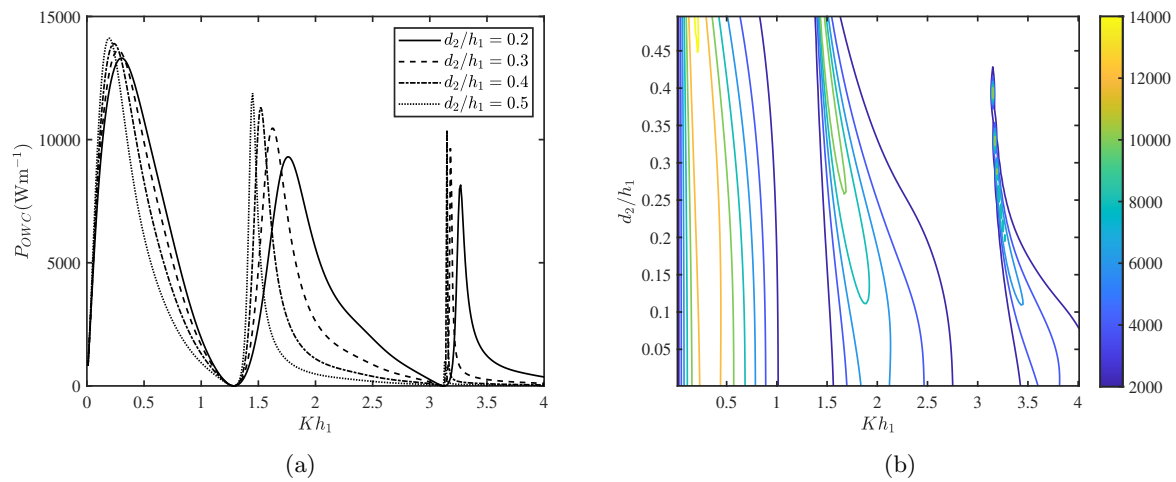 15000
10000
5000
0
P_{OWC}(Wm^{-1})
d_2/h_1 = 0.2
d_2/h_1 = 0.3
d_2/h_1 = 0.4
d_2/h_1 = 0.5
0 0.5 1 1.5 2 2.5 3 3.5 4
Kh_1
(a)
0.45
0.4
0.35
0.3
0.25
0.2
0.15
0.1
0.05
d_2/h_1
0.5 1 1.5 2 2.5 3 3.5 4
Kh_1
14000
12000
10000
8000
6000
4000
2000
(b)